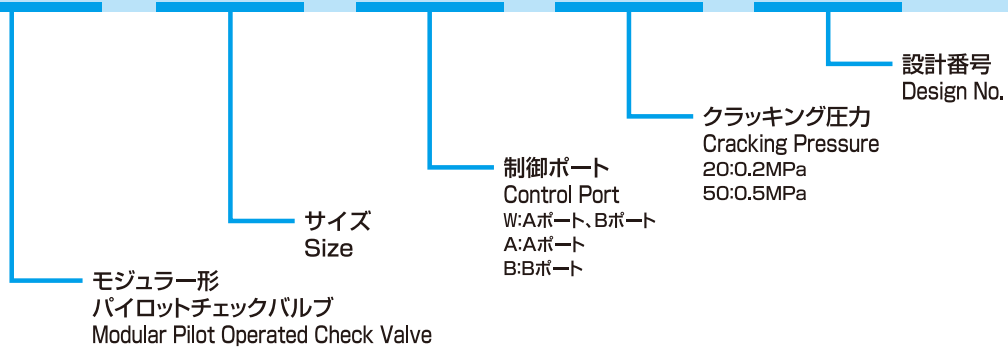 設計番号
Design No.
クラッキング圧力
Cracking Pressure
20:0.2MPa
50:0.5MPa
制御ポート
Control Port
W:Aポート、Bポート
A:Aポート
B:Bポート
サイズ
Size
モジュラー形
パイロットチェックバルブ
Modular Pilot Operated Check Valve